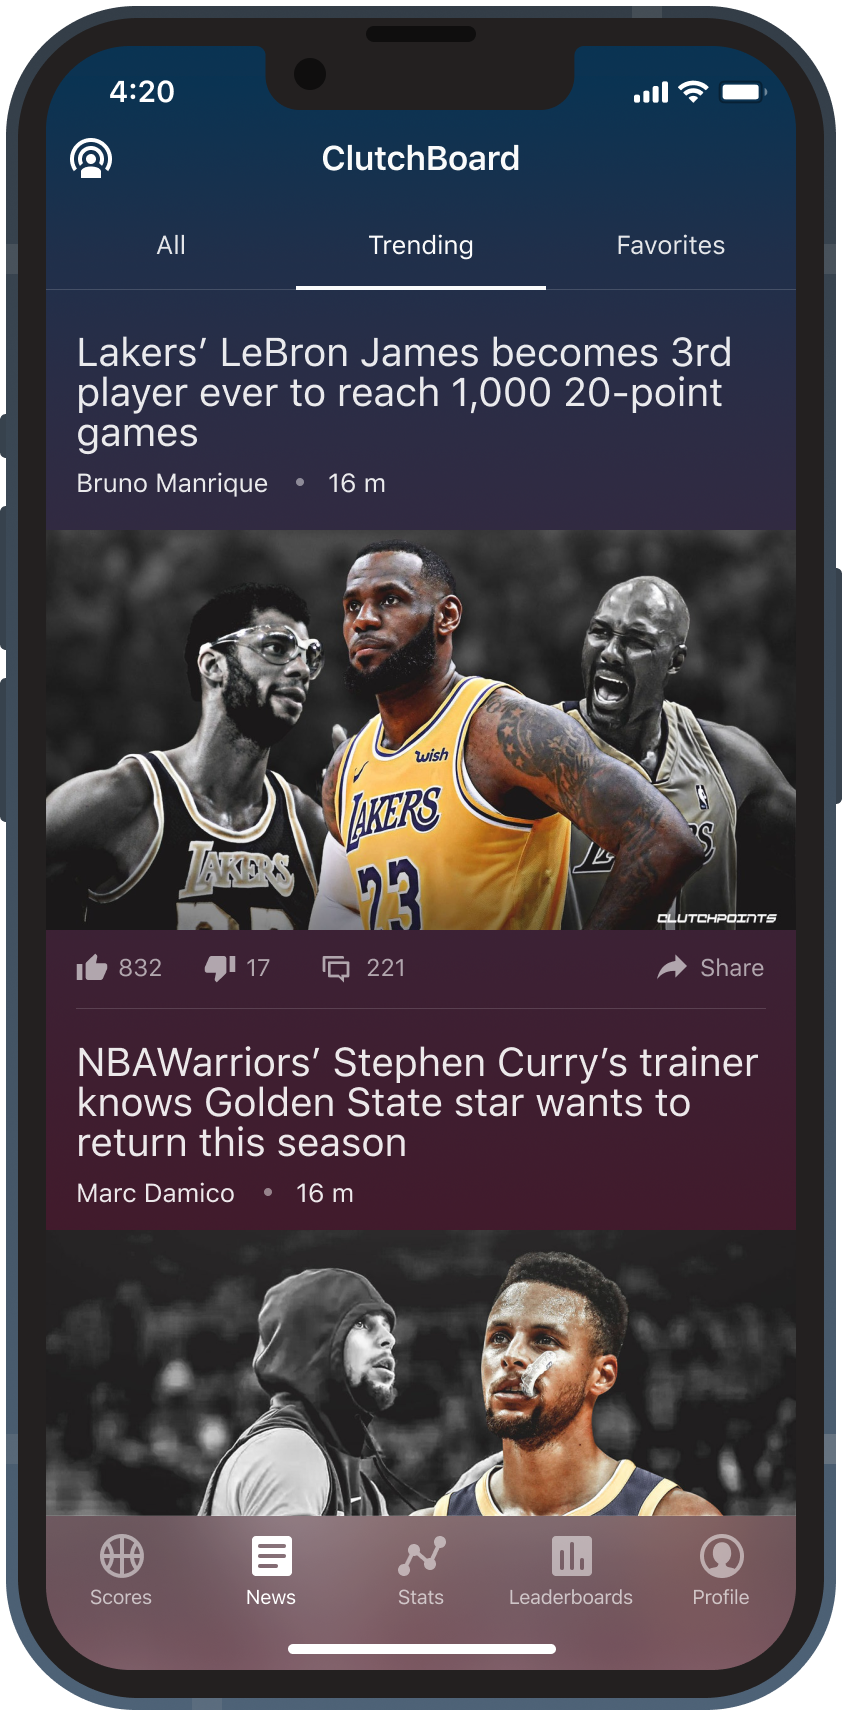 4:20
ClutchBoard
All Trending Favorites
Lakers’ LeBron James becomes 3rd
player ever to reach 1,000 20-point
games
Bruno Manrique • 16 m
wish
LAKERS
23
LAKERS
CLUTCHPOINTS
832 17 221 Share
NBAWarriors’ Stephen Curry’s trainer
knows Golden State star wants to
return this season
Marc Damico • 16 m
Scores News Stats Leaderboards Profile